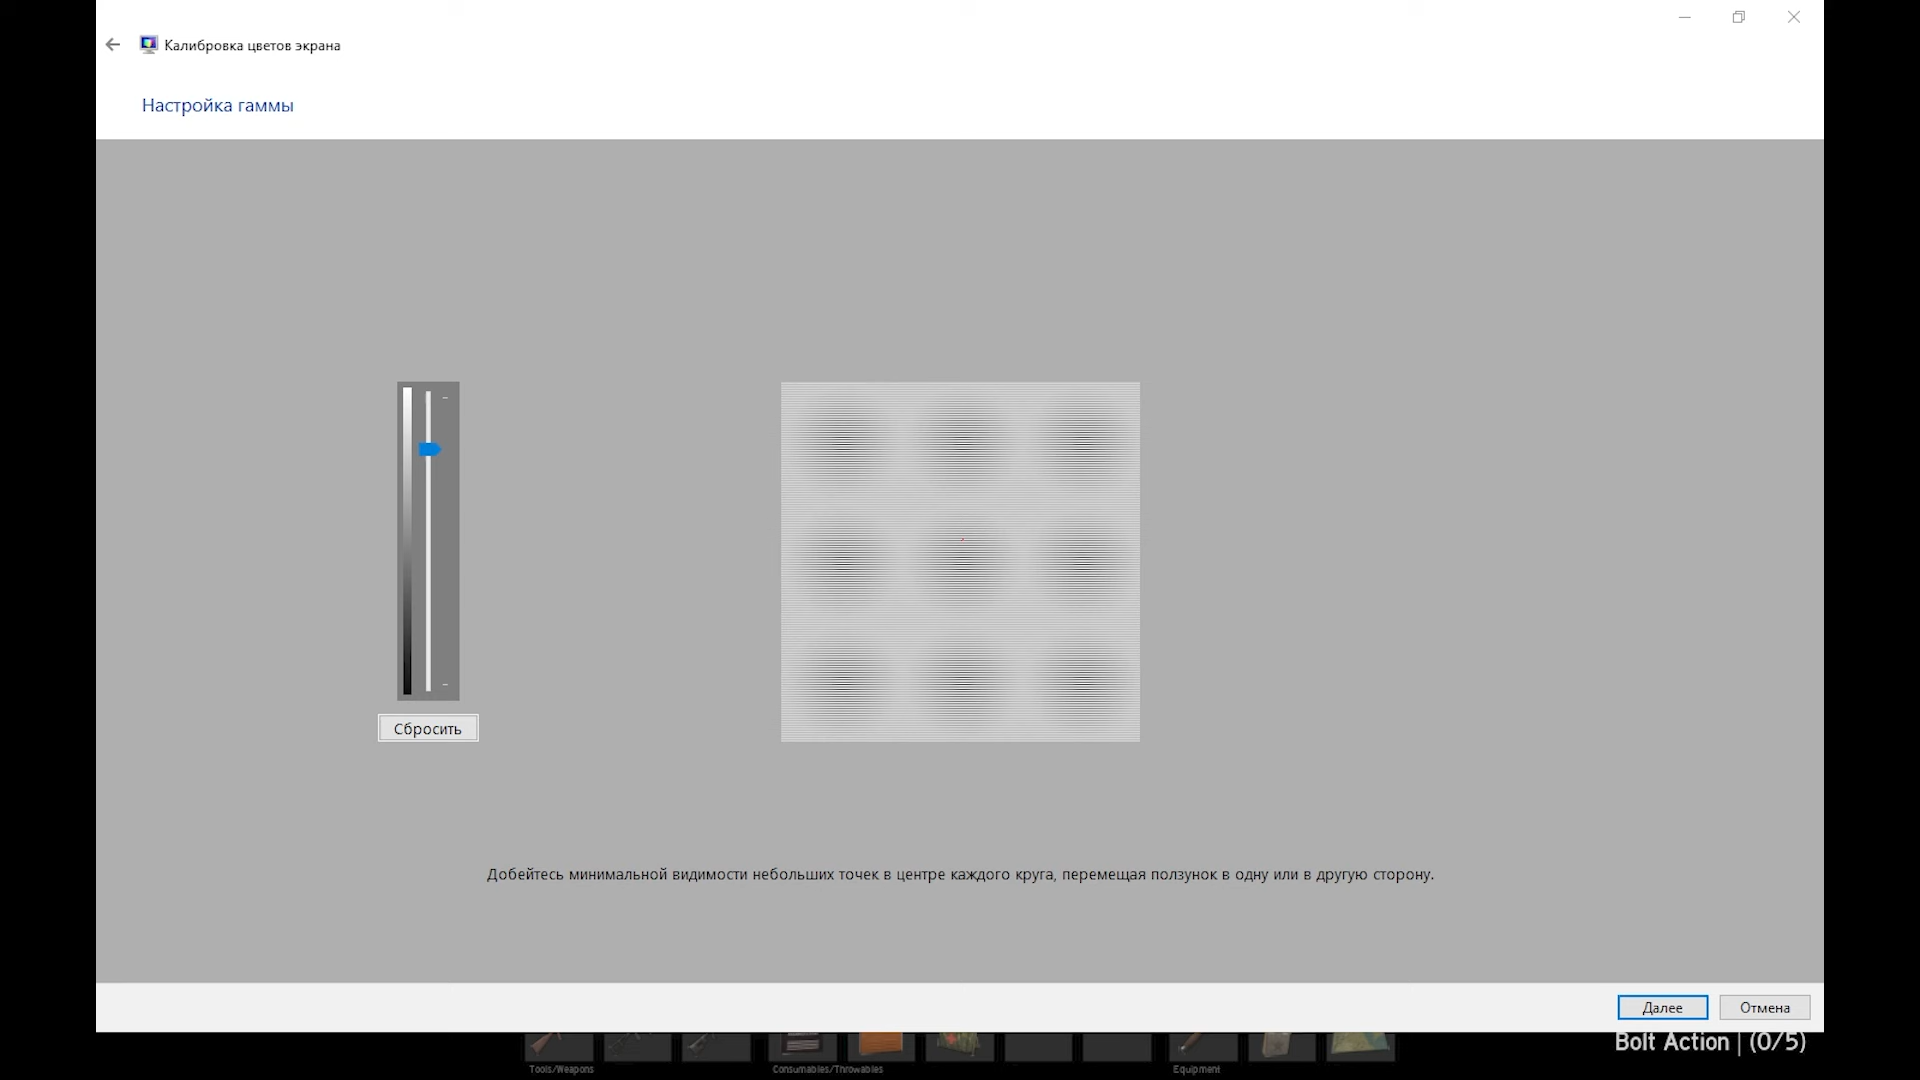 Калибровка цветов экрана
Настройка гаммы
Сбросить
Добейтесь минимальной видимости небольших точек в центре каждого круга, перемещая ползунок в одну или в другую сторону.
Далее
Отмена
Bolt Action | (0/5)
Tools/Weapons
Consumables/Throwables
Equipment